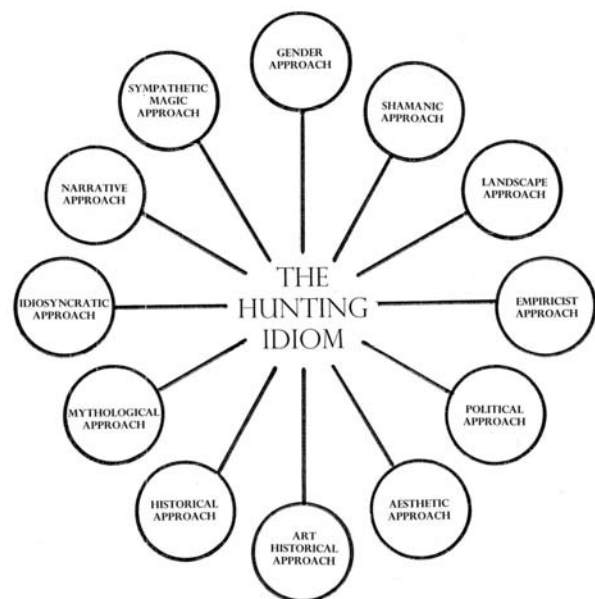 GENDER
APPROACH
SHAMANIC
APPROACH
LANDSCAPE
APPROACH
EMPIRICIST
APPROACH
POLITICAL
APPROACH
AESTHETIC
APPROACH
ART
HISTORICAL
APPROACH
HISTORICAL
APPROACH
MYTHOLOGICAL
APPROACH
IDIOSYNCRATIC
APPROACH
NARRATIVE
APPROACH
SYMPATHETIC
MAGIC
APPROACH
THE
HUNTING
IDIOM